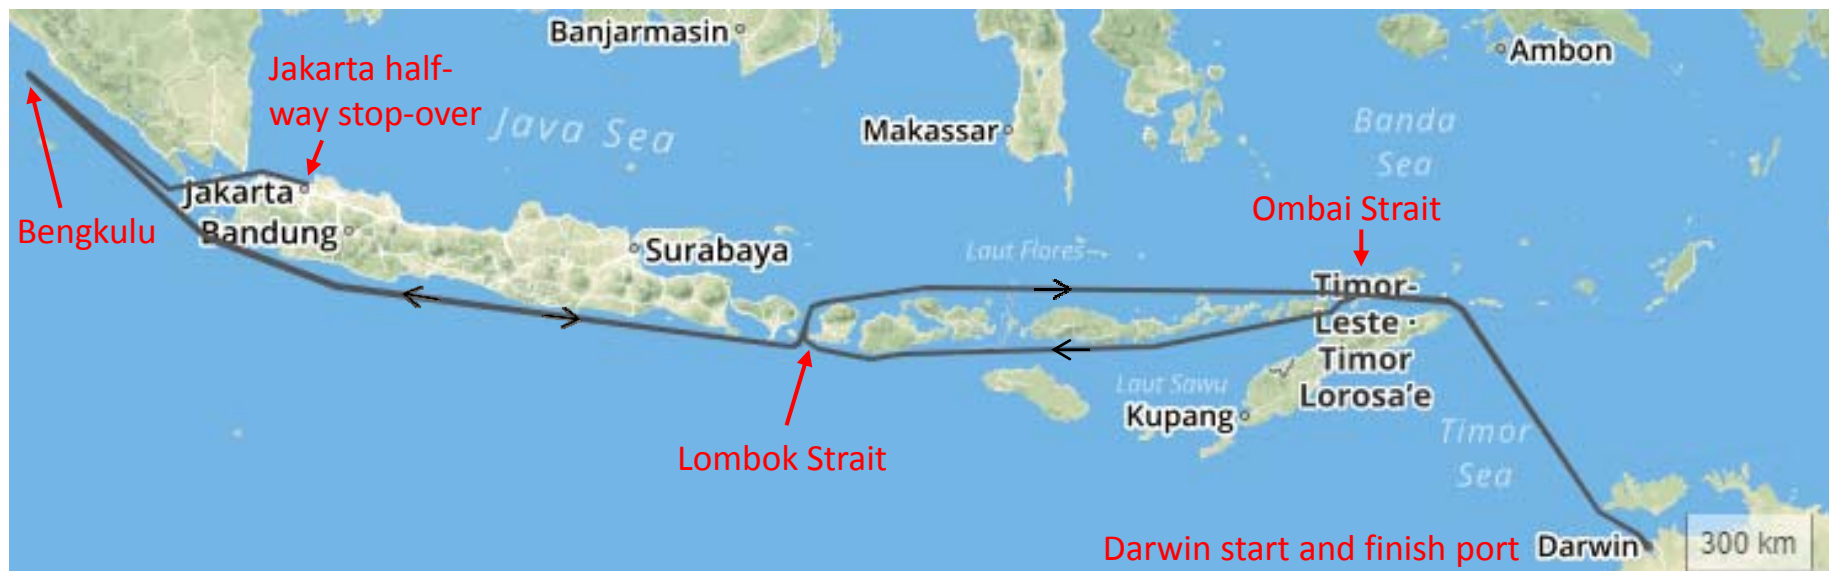 Banjarmasin
Ambon
Jakarta half-
way stop-over
Java Sea
Makassar
Banda
Sea
Jakarta
Ombai Strait
Bengkulu
Bandung
Surabaya
Laut Flores
Timor-
Leste
Timor
Lorosa'e
Laut Sawu
Kupang
Timor
Sea
Lombok Strait
Darwin start and finish port
Darwin
300 km